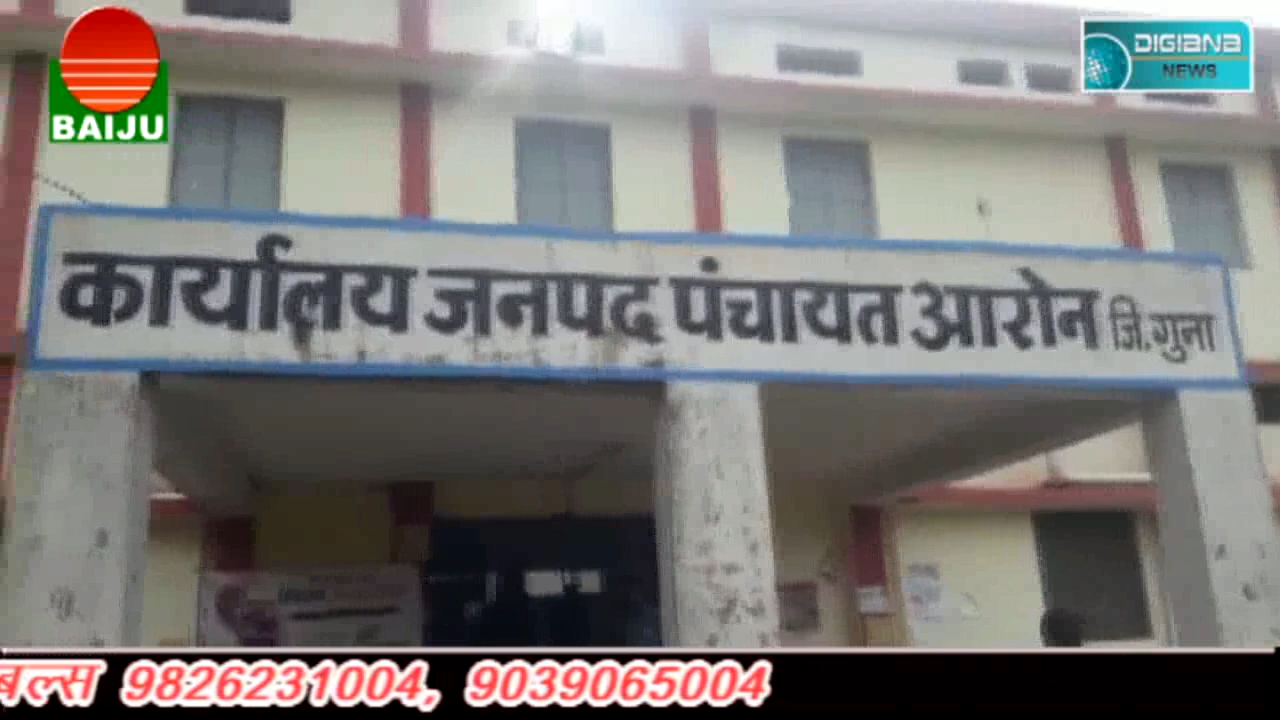 BAIJU
DIGIANA
NEWS
कार्यालय जनपद पंचायत आरोन जि.गुना
बल्स 9826231004, 9039065004